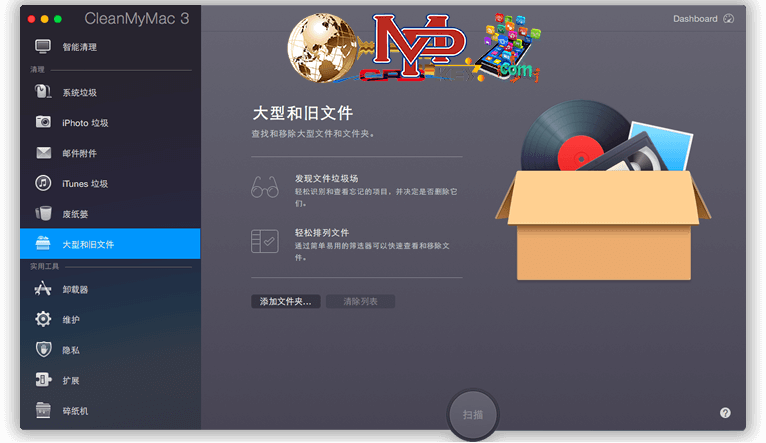 CleanMyMac 3
Dashboard
智能清理
清理
系统垃圾
iPhoto 垃圾
邮件附件
iTunes 垃圾
废纸篓
大型和旧文件
实用工具
卸载器
维护
隐私
扩展
碎纸机
MP
.com
大型和旧文件
查找和移除大型文件和文件夹。
发现文件垃圾场
轻松识别和查看忘记的项目，并决定是否删除它
们。
轻松排列文件
通过简单易用的筛选器可以快速查看和移除文
件。
添加文件夹...
清除列表
扫描
?